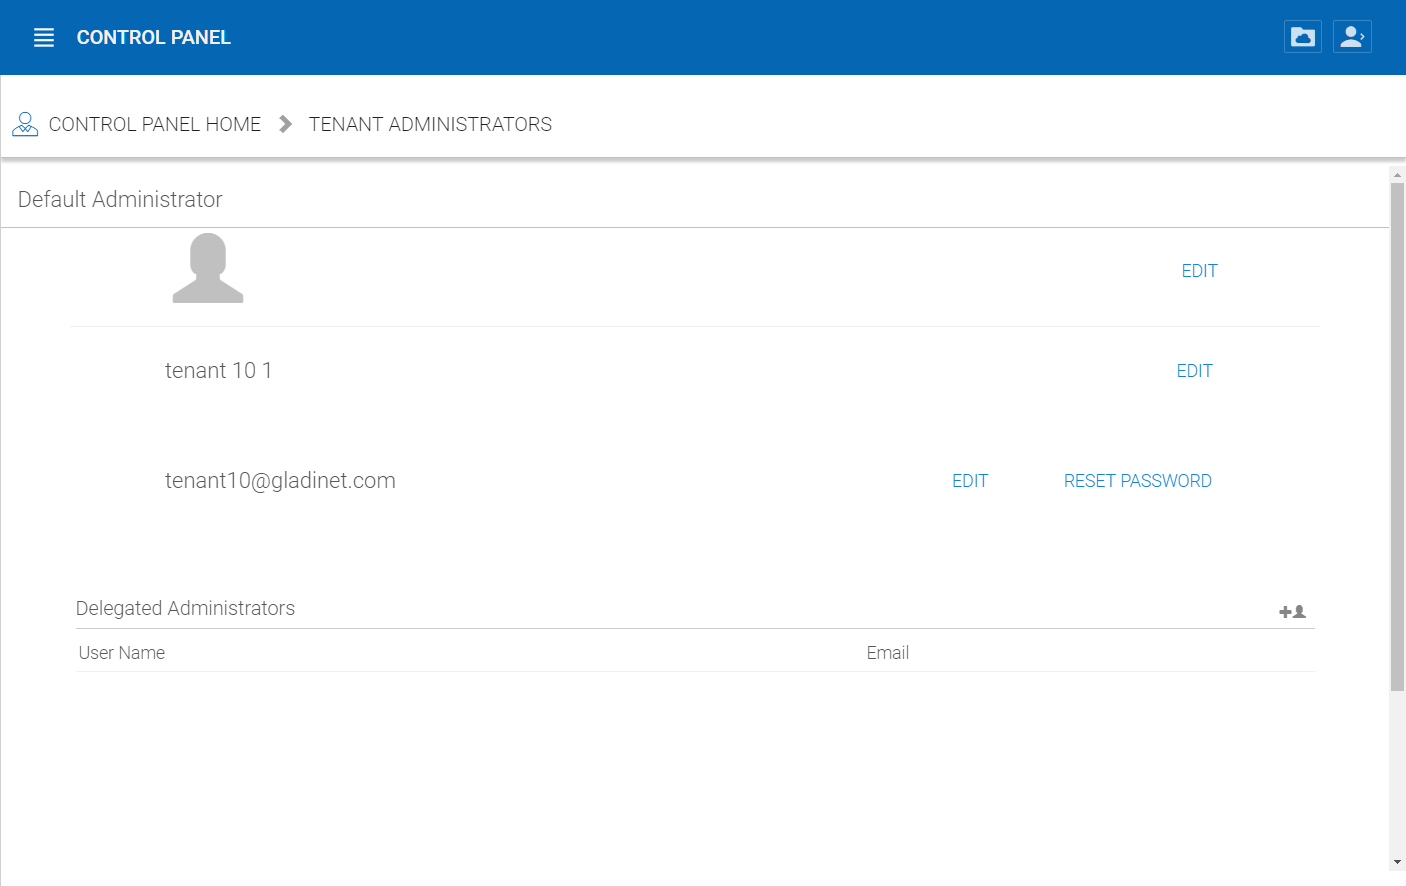 CONTROL PANEL
CONTROL PANEL HOME TENANT ADMINISTRATORS
Default Administrator
EDIT
tenant 10 1 EDIT
tenant10@gladinet.com EDIT RESET PASSWORD
Delegated Administrators
User Name Email